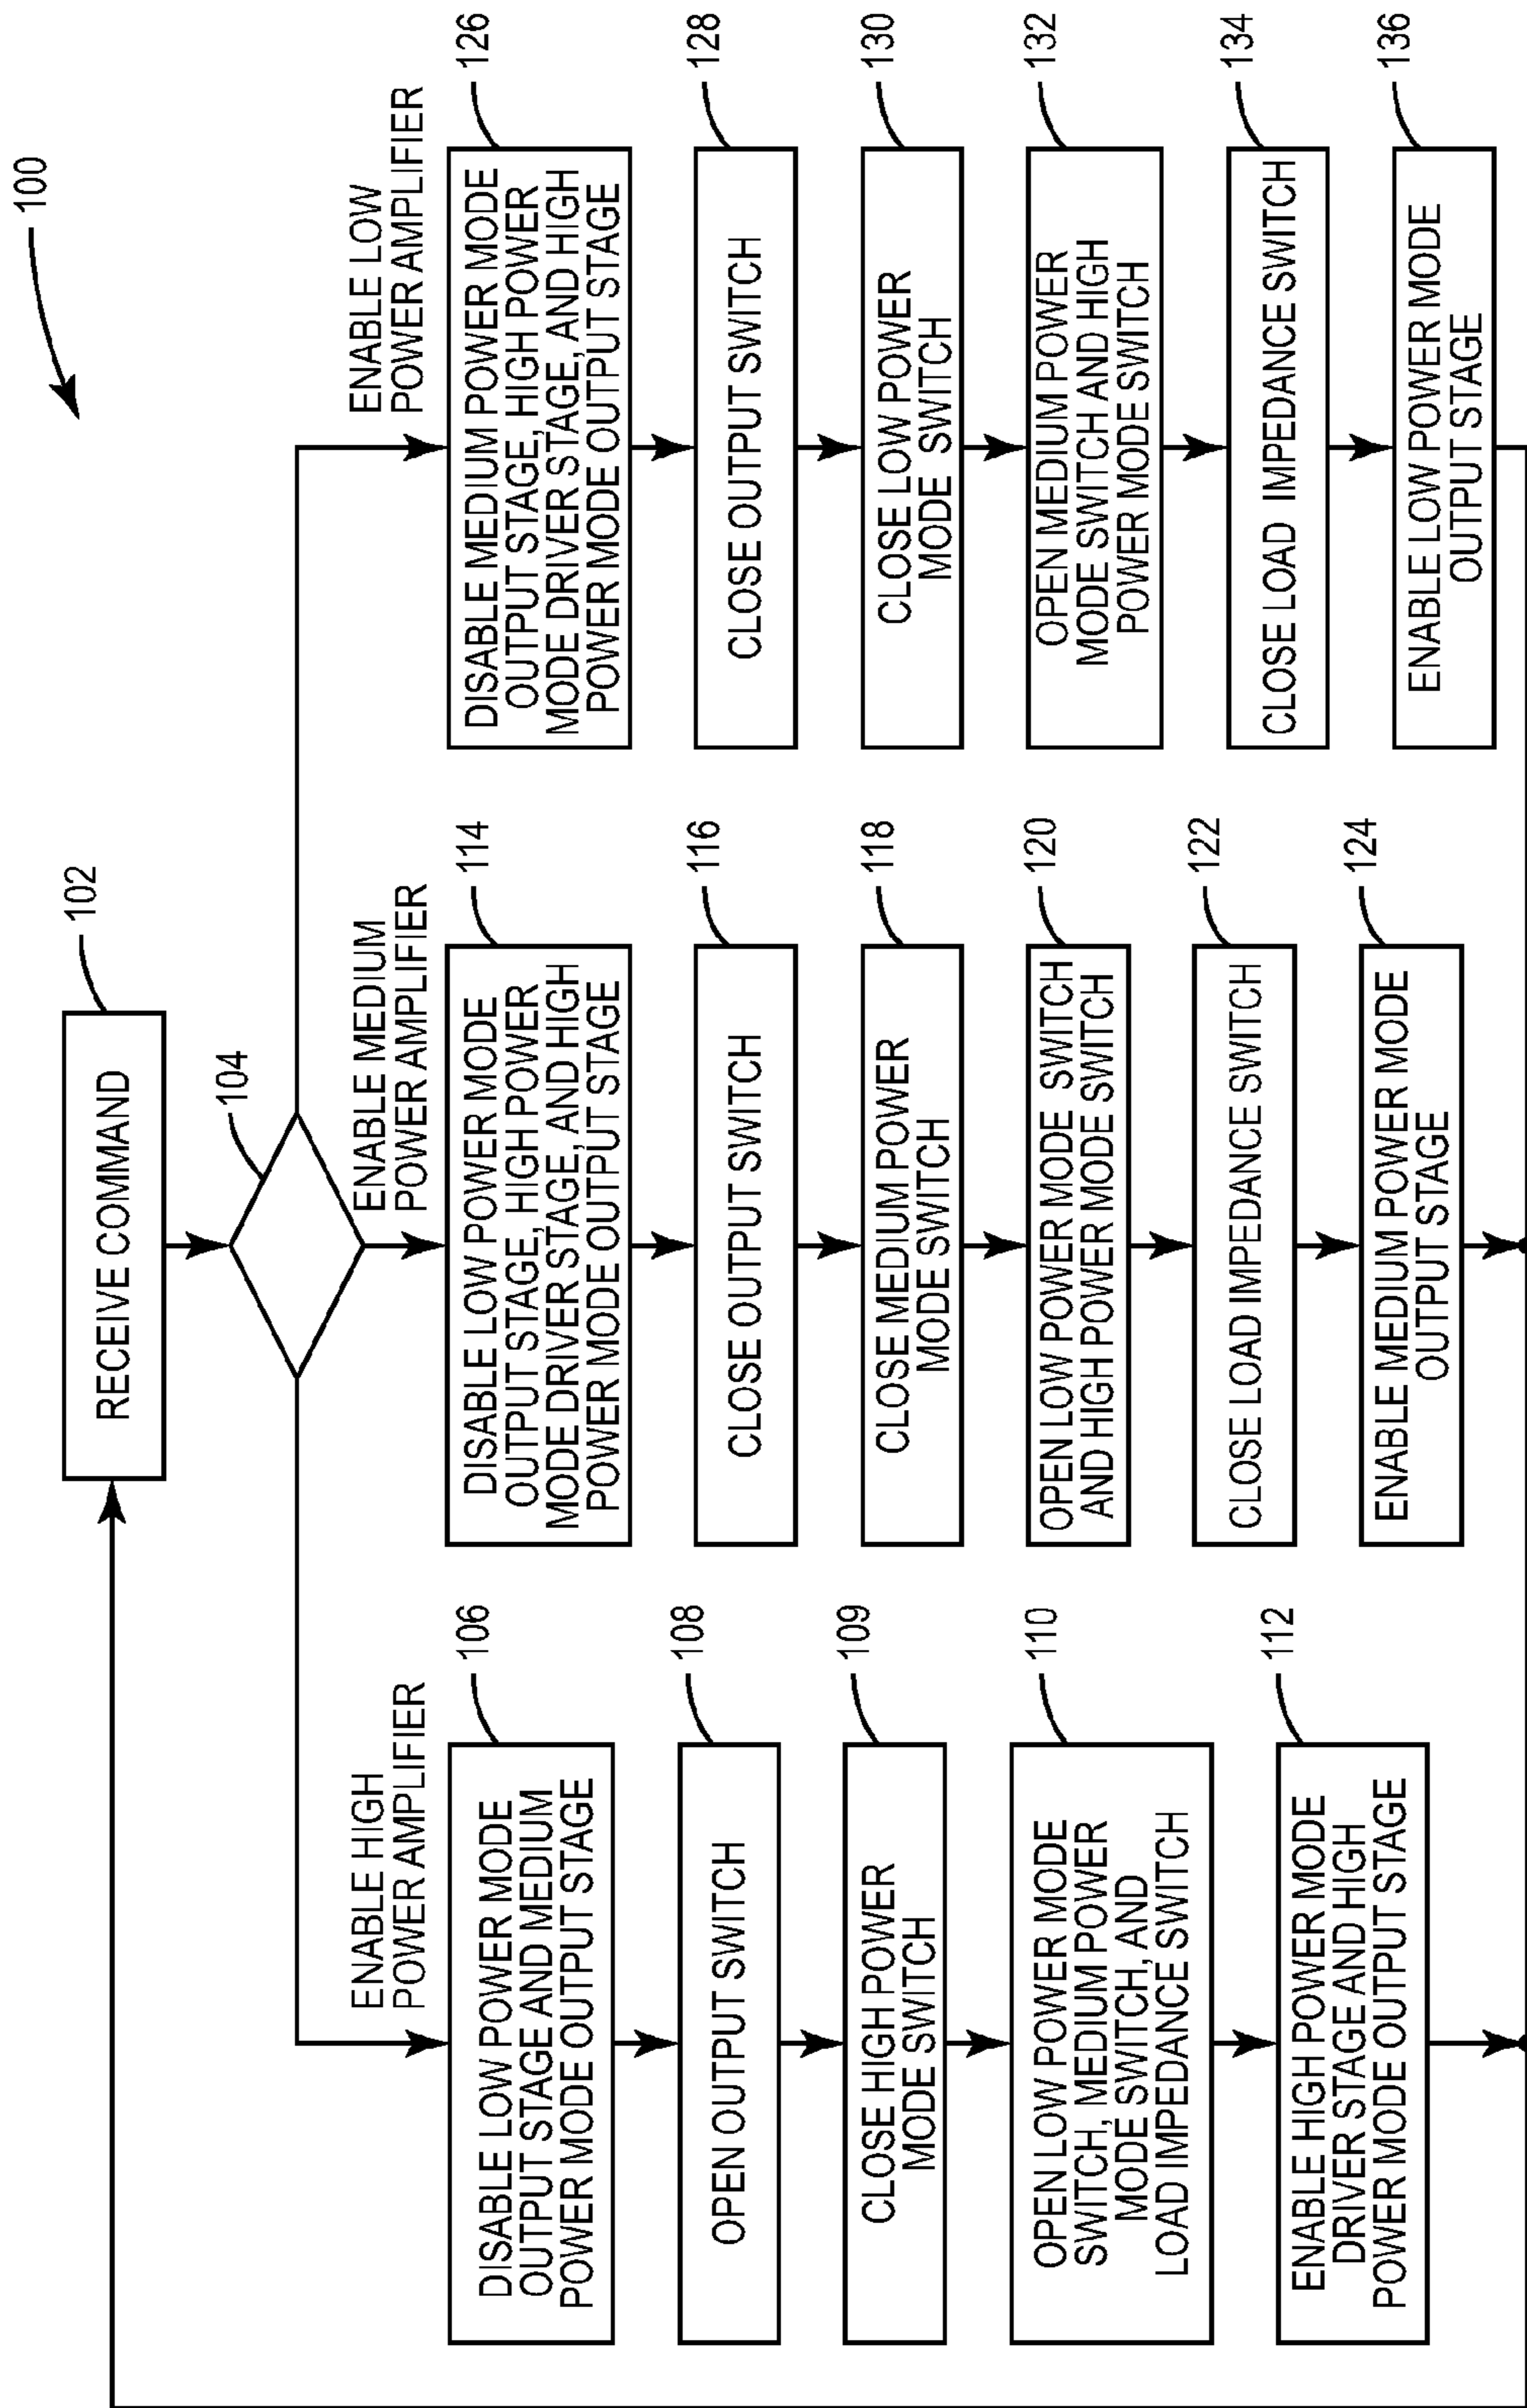 100
102
RECEIVE COMMAND
104
ENABLE HIGH
POWER AMPLIFIER
106
DISABLE LOW POWER MODE
OUTPUT STAGE AND MEDIUM
POWER MODE OUTPUT STAGE
108
OPEN OUTPUT SWITCH
109
CLOSE HIGH POWER
MODE SWITCH
110
OPEN LOW POWER MODE
SWITCH, MEDIUM POWER
MODE SWITCH, AND
LOAD IMPEDANCE SWITCH
112
ENABLE HIGH POWER MODE
DRIVER STAGE AND HIGH
POWER MODE OUTPUT STAGE
ENABLE MEDIUM
POWER AMPLIFIER
114
DISABLE LOW POWER MODE
OUTPUT STAGE, HIGH POWER
MODE DRIVER STAGE, AND HIGH
POWER MODE OUTPUT STAGE
116
CLOSE OUTPUT SWITCH
118
CLOSE MEDIUM POWER
MODE SWITCH
120
OPEN LOW POWER MODE SWITCH
AND HIGH POWER MODE SWITCH
122
CLOSE LOAD IMPEDANCE SWITCH
124
ENABLE MEDIUM POWER MODE
OUTPUT STAGE
ENABLE LOW
POWER AMPLIFIER
126
DISABLE MEDIUM POWER MODE
OUTPUT STAGE, HIGH POWER
MODE DRIVER STAGE, AND HIGH
POWER MODE OUTPUT STAGE
128
CLOSE OUTPUT SWITCH
130
CLOSE LOW POWER
MODE SWITCH
132
OPEN MEDIUM POWER
MODE SWITCH AND HIGH
POWER MODE SWITCH
134
CLOSE LOAD IMPEDANCE SWITCH
136
ENABLE LOW POWER MODE
OUTPUT STAGE